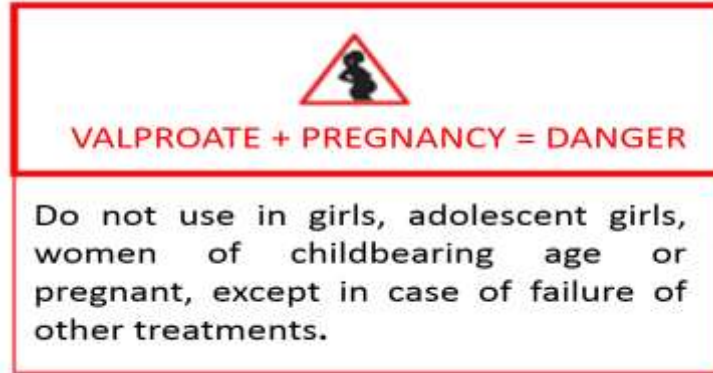 VALPROATE + PREGNANCY = DANGER
Do not use in girls, adolescent girls,
women of childbearing age or
pregnant, except in case of failure of
other treatments.